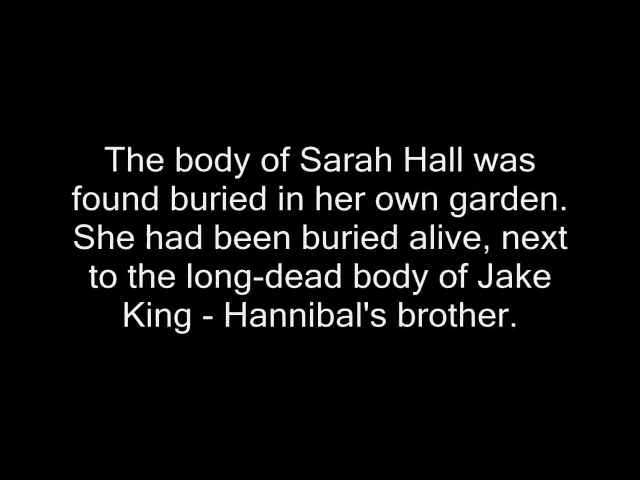 The body of Sarah Hall was
found buried in her own garden.
She had been buried alive, next
to the long-dead body of Jake
King - Hannibal's brother.